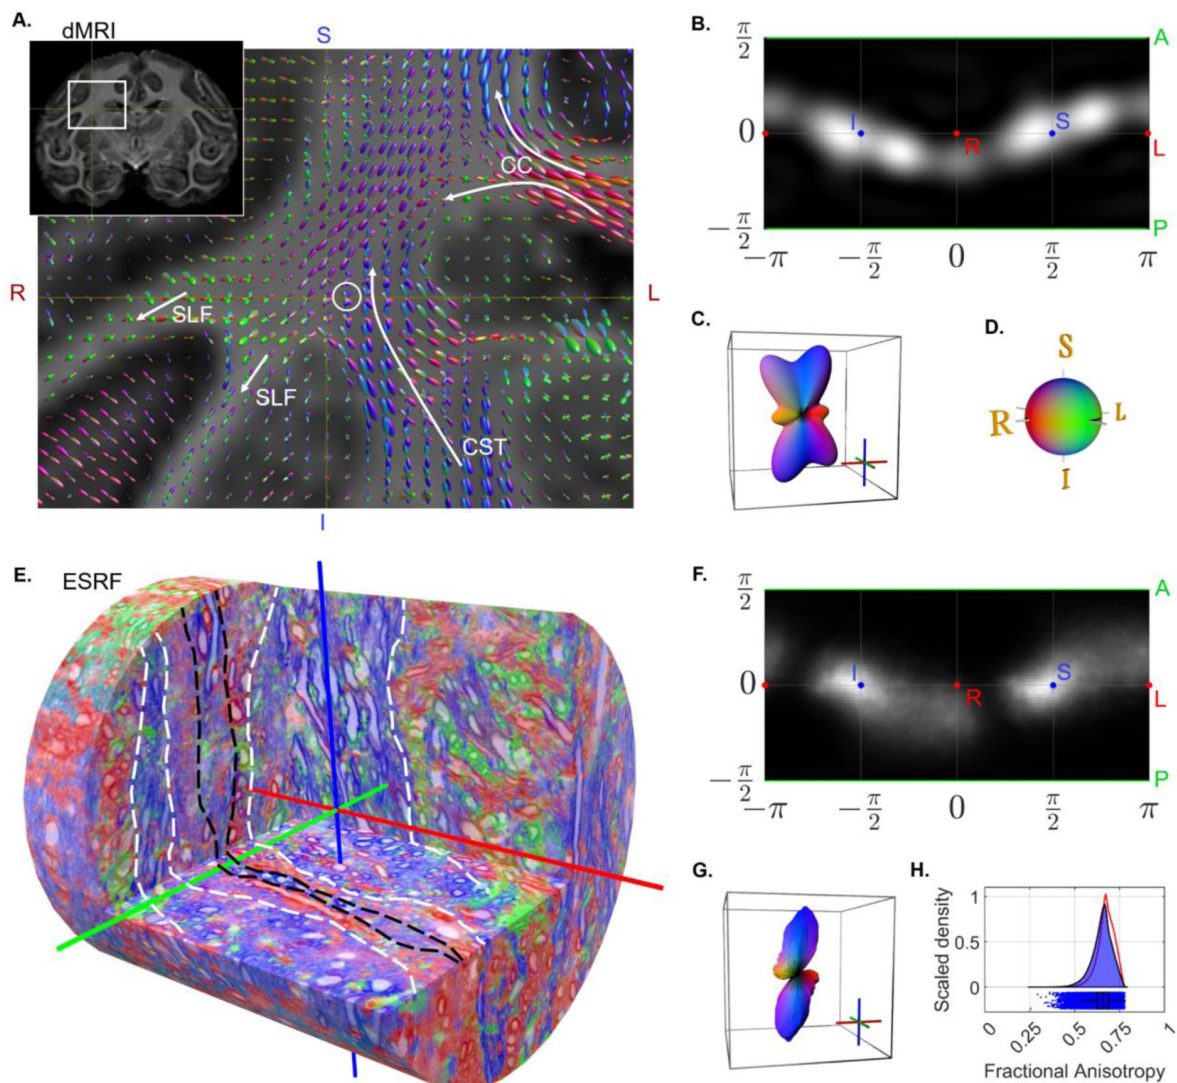 A.
dMRI
S
CC
R
L
SLF
SLF
CST
I
B.
π/2
0
−π/2
A
I
R
S
L
P
−π
−π/2
0
π/2
π
C.
D.
S
R
L
I
E.
ESRF
F.
π/2
0
−π/2
A
I
R
S
L
P
−π
−π/2
0
π/2
π
G.
H.
Scaled density
1
0.5
0
0
0.25
0.5
0.75
1
Fractional Anisotropy